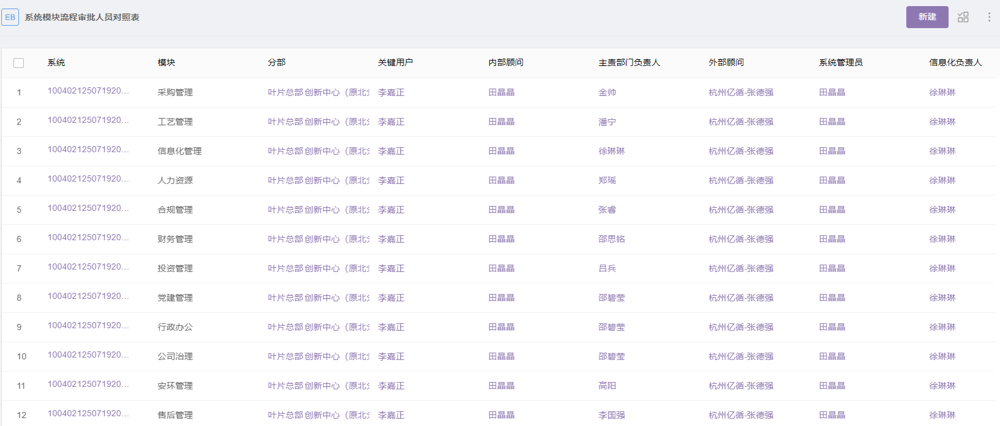 EB 系统模块流程审批人员对照表 新建
系统 模块 分部 关键用户 内部顾问 主责部门负责人 外部顾问 系统管理员 信息化负责人
1 100402125071920... 采购管理 叶片总部 创新中心（原北 李嘉正 田晶晶 金帅 杭州亿循-张德强 田晶晶 徐琳琳
2 100402125071920... 工艺管理 叶片总部 创新中心（原北 李嘉正 田晶晶 潘宁 杭州亿循-张德强 田晶晶 徐琳琳
3 100402125071920... 信息化管理 叶片总部 创新中心（原北 李嘉正 田晶晶 徐琳琳 杭州亿循-张德强 田晶晶 徐琳琳
4 100402125071920... 人力资源 叶片总部 创新中心（原北 李嘉正 田晶晶 郑瑶 杭州亿循-张德强 田晶晶 徐琳琳
5 100402125071920... 合规管理 叶片总部 创新中心（原北 李嘉正 田晶晶 张睿 杭州亿循-张德强 田晶晶 徐琳琳
6 100402125071920... 财务管理 叶片总部 创新中心（原北 李嘉正 田晶晶 邵思铭 杭州亿循-张德强 田晶晶 徐琳琳
7 100402125071920... 投资管理 叶片总部 创新中心（原北 李嘉正 田晶晶 吕兵 杭州亿循-张德强 田晶晶 徐琳琳
8 100402125071920... 党建管理 叶片总部 创新中心（原北 李嘉正 田晶晶 邵碧莹 杭州亿循-张德强 田晶晶 徐琳琳
9 100402125071920... 行政办公 叶片总部 创新中心（原北 李嘉正 田晶晶 邵碧莹 杭州亿循-张德强 田晶晶 徐琳琳
10 100402125071920... 公司治理 叶片总部 创新中心（原北 李嘉正 田晶晶 邵碧莹 杭州亿循-张德强 田晶晶 徐琳琳
11 100402125071920... 安环管理 叶片总部 创新中心（原北 李嘉正 田晶晶 高阳 杭州亿循-张德强 田晶晶 徐琳琳
12 100402125071920... 售后管理 叶片总部 创新中心（原北 李嘉正 田晶晶 李国强 杭州亿循-张德强 田晶晶 徐琳琳